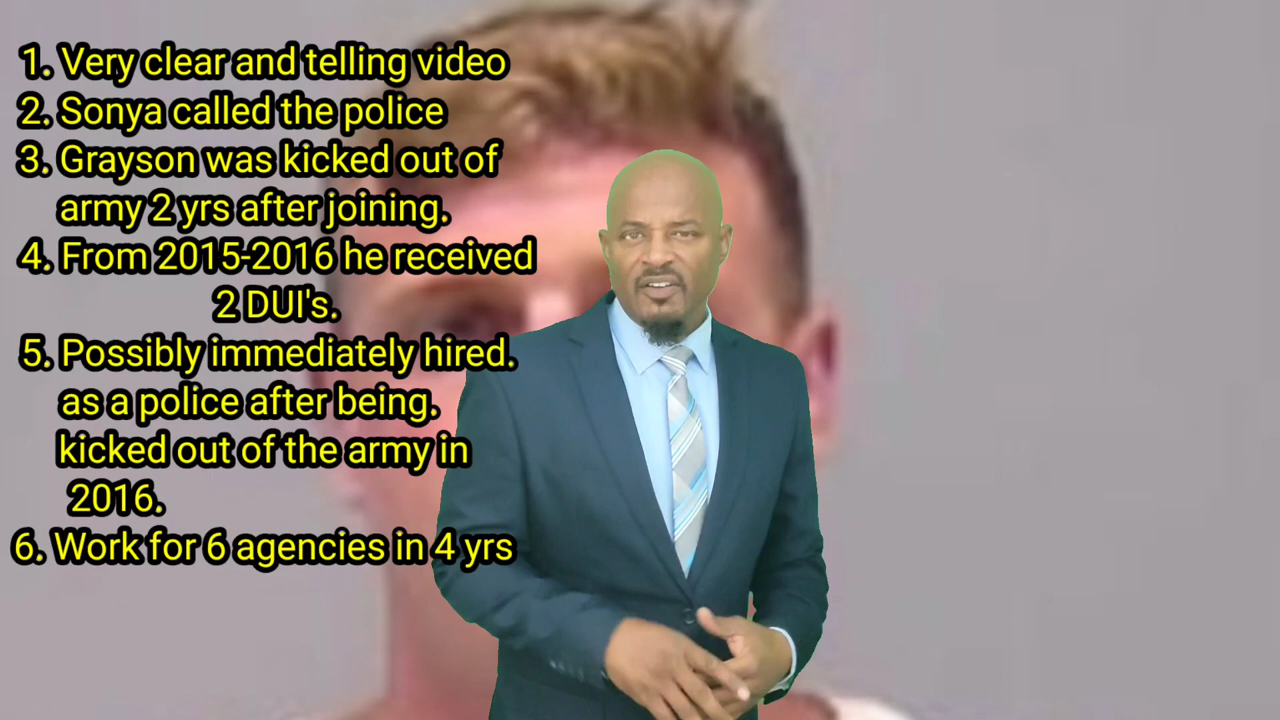 1. Very clear and telling video
2. Sonya called the police
3. Grayson was kicked out of
army 2 yrs after joining.
4. From 2015-2016 he received
2 DUI's.
5. Possibly immediately hired.
as a police after being.
kicked out of the army in
2016.
6. Work for 6 agencies in 4 yrs